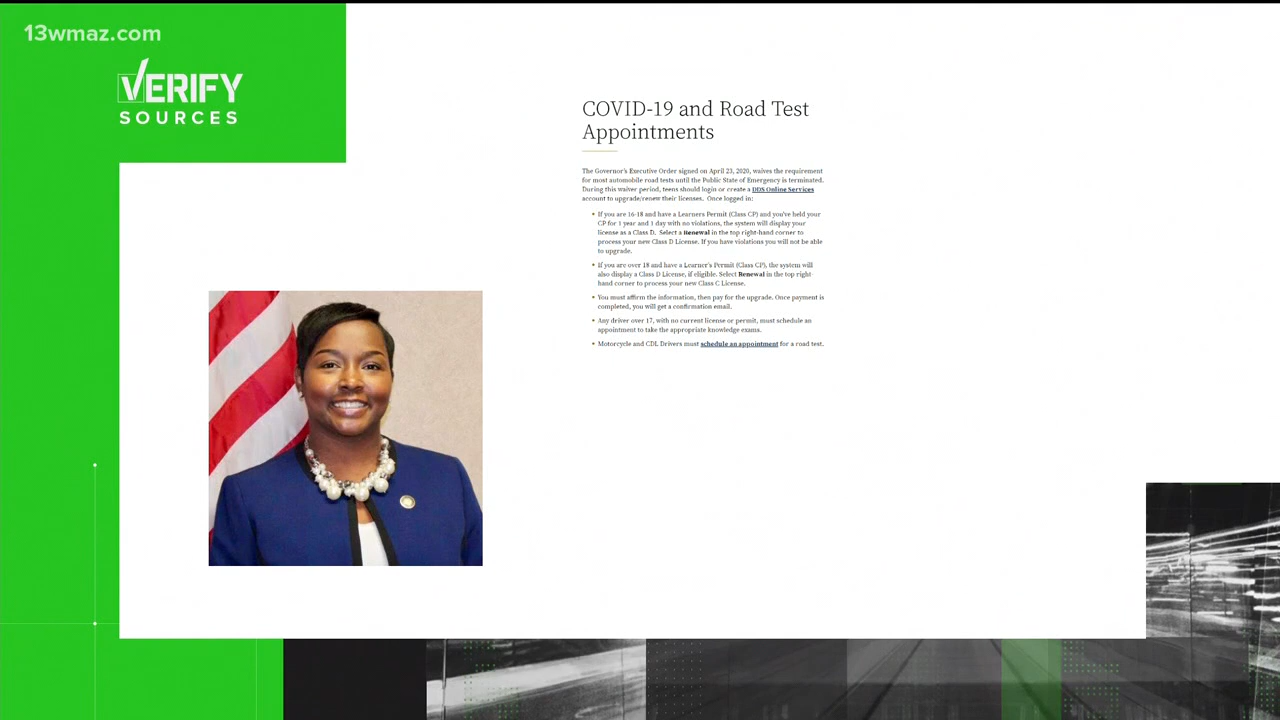 13wmaz.com
VERIFY
SOURCES
COVID-19 and Road Test
Appointments
The Governor's Executive Order signed on April 23, 2020, waives the requirement
for most automobile road tests until the Public State of Emergency is terminated.
During this waiver period, teens should login or create a DDS Online Services
account to upgrade/renew their licenses. Once logged in:
• If you are 16-18 and have a Learners Permit (Class CP) and you've held your
CP for 1 year and 1 day with no violations, the system will display your
license as a Class D. Select a Renewal in the top right-hand corner to
process your new Class D License. If you have violations you will not be able
to upgrade.
• If you are over 18 and have a Learner's Permit (Class CP), the system will
also display a Class D License, if eligible. Select Renewal in the top right-
hand corner to process your new Class C License.
• You must affirm the information, then pay for the upgrade. Once payment is
completed, you will get a confirmation email.
• Any driver over 17, with no current license or permit, must schedule an
appointment to take the appropriate knowledge exams.
• Motorcycle and CDL Drivers must schedule an appointment for a road test.